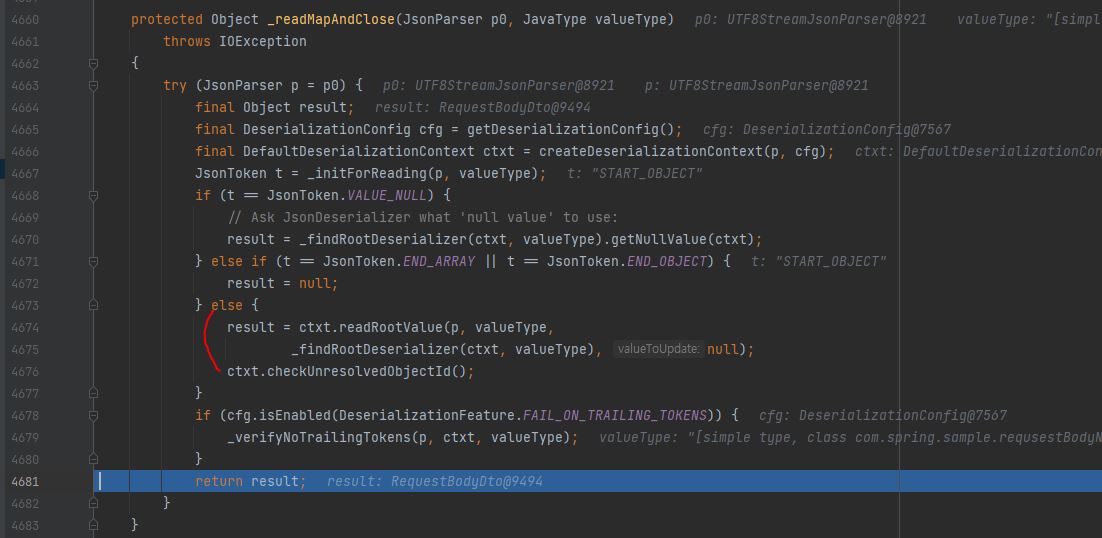 4660 protected Object _readMapAndClose(JsonParser p0, JavaType valueType) p0: UTF8StreamJsonParser@8921 valueType: "[simpl
4661 throws IOException
4662 {
4663 try (JsonParser p = p0) { p0: UTF8StreamJsonParser@8921 p: UTF8StreamJsonParser@8921
4664 final Object result; result: RequestBodyDto@9494
4665 final DeserializationConfig cfg = getDeserializationConfig(); cfg: DeserializationConfig@7567
4666 final DefaultDeserializationContext ctxt = createDeserializationContext(p, cfg); ctxt: DefaultDeserializationCon
4667 JsonToken t = _initForReading(p, valueType); t: "START_OBJECT"
4668 if (t == JsonToken.VALUE_NULL) {
4669 // Ask JsonDeserializer what 'null value' to use:
4670 result = _findRootDeserializer(ctxt, valueType).getNullValue(ctxt);
4671 } else if (t == JsonToken.END_ARRAY || t == JsonToken.END_OBJECT) { t: "START_OBJECT"
4672 result = null;
4673 } else {
4674 result = ctxt.readRootValue(p, valueType,
4675 _findRootDeserializer(ctxt, valueType), valueToUpdate: null);
4676 ctxt.checkUnresolvedObjectId();
4677 }
4678 if (cfg.isEnabled(DeserializationFeature.FAIL_ON_TRAILING_TOKENS)) { cfg: DeserializationConfig@7567
4679 _verifyNoTrailingTokens(p, ctxt, valueType); valueType: "[simple type, class com.spring.sample.requsestBodyN
4680 }
4681 return result; result: RequestBodyDto@9494
4682 }
4683 }